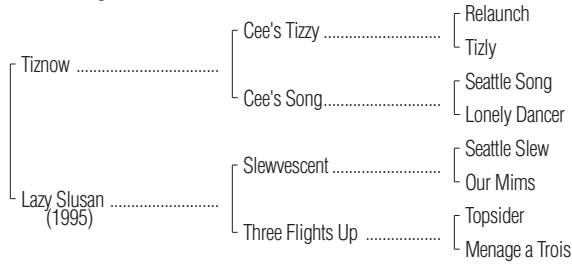 Relaunch
Cee's Tizzy ........................
Tizly
Tiznow .............................
Seattle Song
Cee's Song........................
Lonely Dancer
Seattle Slew
Slewvescent ......................
Our Mims
Lazy Slusan ......................
(1995)
Topsider
Three Flights Up ................
Menage a Trois